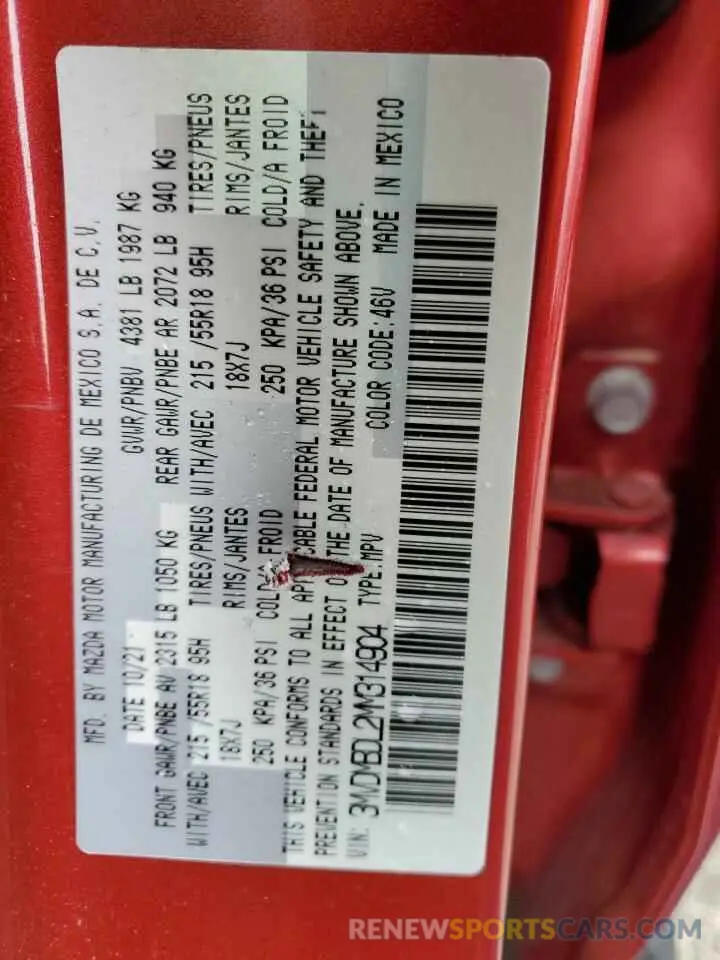 MFD. BY MAZDA MOTOR MANUFACTURING DE MEXICO S.A. DE C.V.
DATE 10/21 GVWR/PNBV 4381 LB 1987 KG
FRONT GAWR/PNBE AV 2315 LB 1050 KG REAR GAWR/PNBE AR 2072 LB 940 KG
WITH/AVEC 215 /55R18 95H TIRES/PNEUS WITH/AVEC 215 /55R18 95H TIRES/PNEUS
18X7J RIMS/JANTES 18X7J RIMS/JANTES
250 KPA/36 PSI COLD/A FROID 250 KPA/36 PSI COLD/A FROID
THIS VEHICLE CONFORMS TO ALL FEDERAL MOTOR VEHICLE SAFETY AND THEFT
PREVENTION STANDARDS IN EFFECT THE DATE OF MANUFACTURE SHOWN ABOVE.
VIN: 3MVDMBDL2NM314904 TYPE:MPV COLOR CODE:46V MADE IN MEXICO
RENEWSPORTSCARS.COM